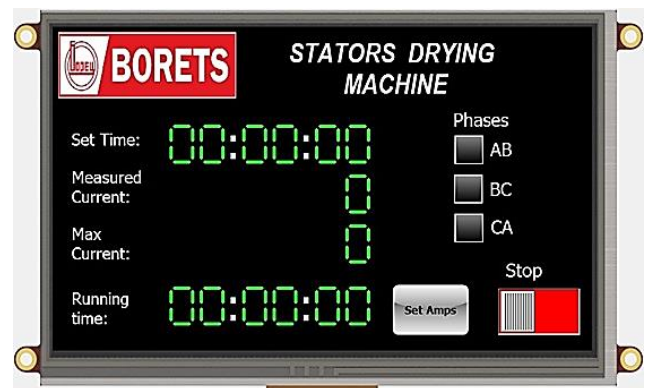 BORETS
STATORS DRYING
MACHINE
Set Time:
00:00:00
Phases
AB
Measured
Current:
0
BC
Max
Current:
0
CA
Running
time:
00:00:00
Set Amps
Stop